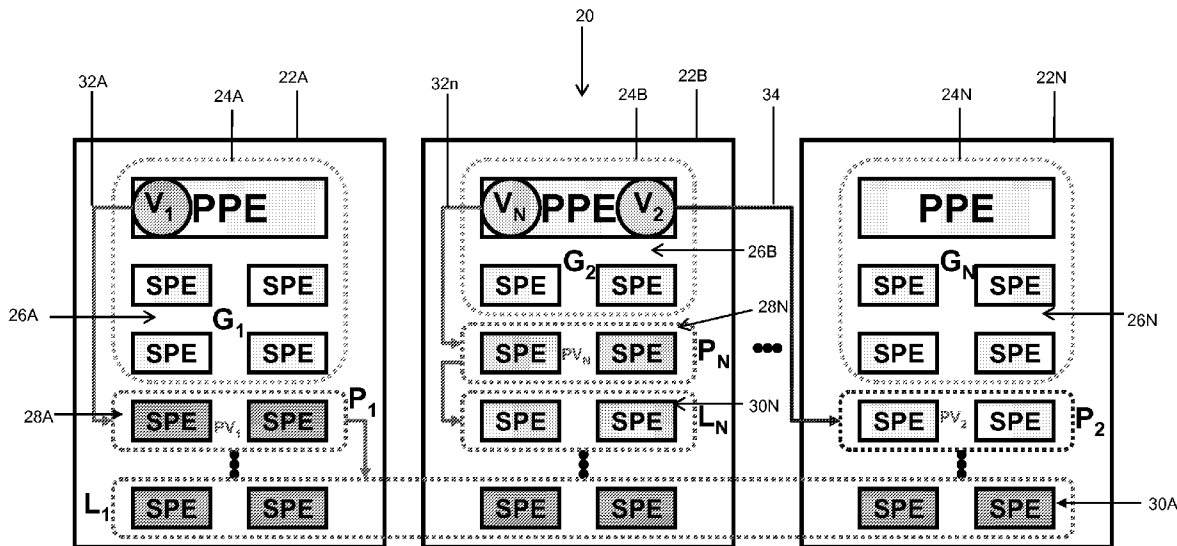 20
32A
22A
24A
32n
22B
24B
34
24N
22N
V1 PPE
VN PPE V2
PPE
SPE SPE
G1
SPE SPE
26A
G2
26B
SPE SPE
28N
GN
SPE SPE
26N
SPE SPE
SPE PVN SPE
PN
28A
SPE PV1 SPE
P1
SPE SPE
30N
LN
SPE PV2 SPE
P2
L1
SPE SPE
SPE SPE
SPE SPE
30A